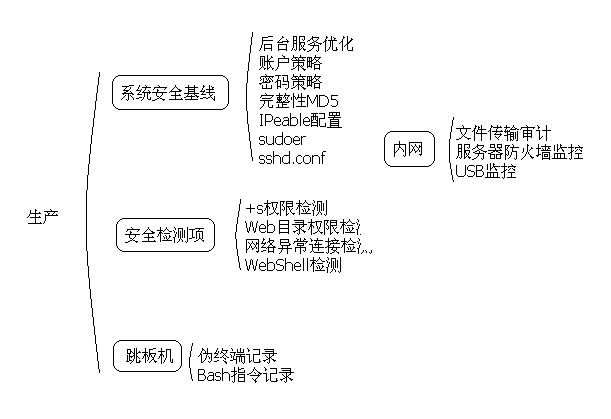 生产
系统安全基线
后台服务优化
账户策略
密码策略
完整性MD5
IPeable配置
sudoer
sshd.conf
内网
文件传输审计
服务器防火墙监控
USB监控
安全检测项
+s权限检测
Web目录权限检
网络异常连接检
WebShell检测
跳板机
伪终端记录
Bash指令记录